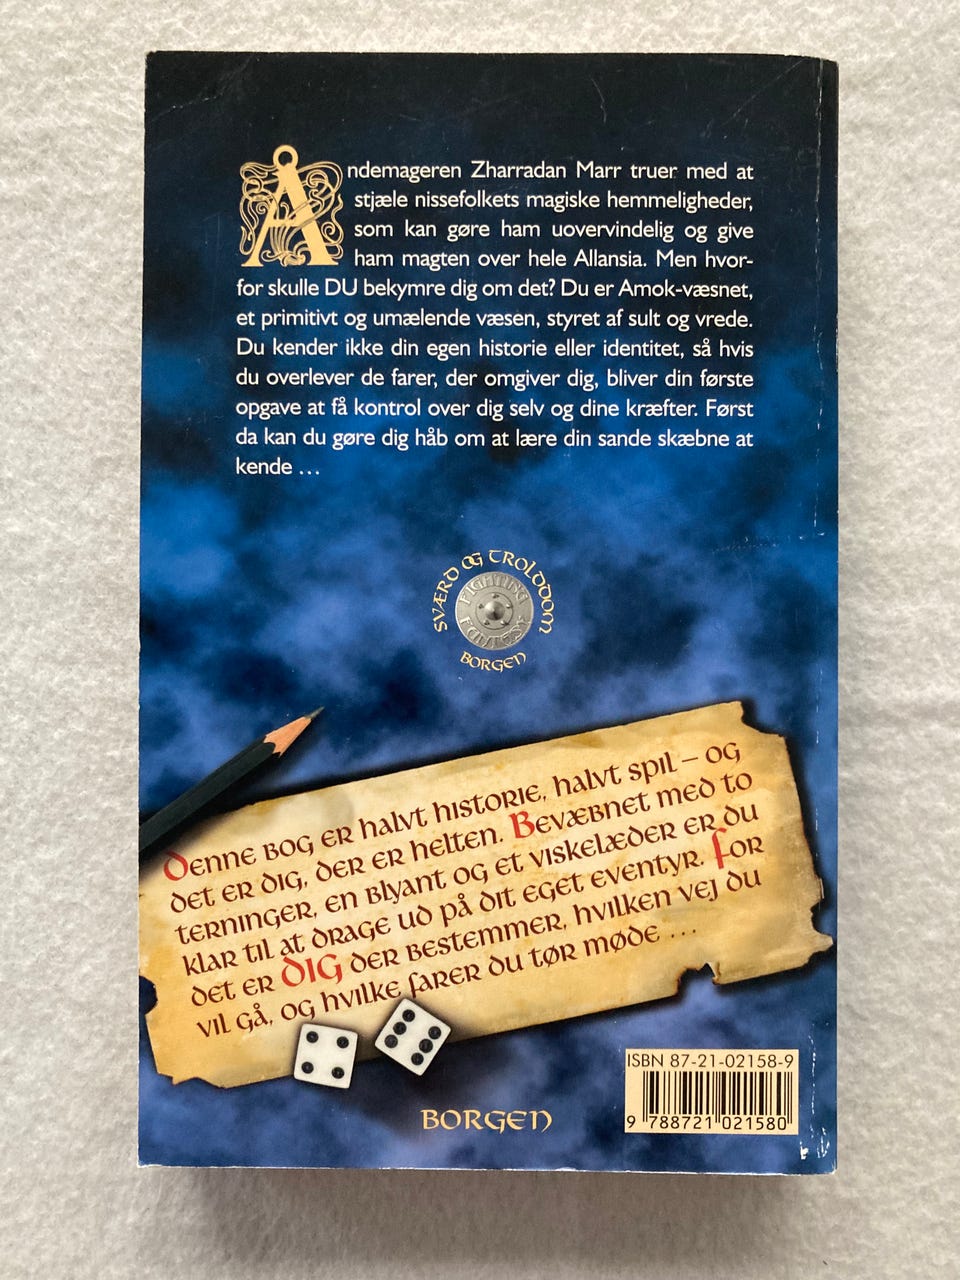 Åndemageren Zharradan Marr truer med at
stjæle nissefolkets magiske hemmeligheder,
som kan gøre ham uovervindelig og give
ham magten over hele Allansia. Men hvor-
for skulle DU bekymre dig om det? Du er Amok-væsnet,
et primitivt og umælende væsen, styret af sult og vrede.
Du kender ikke din egen historie eller identitet, så hvis
du overlever de farer, der omgiver dig, bliver din første
opgave at få kontrol over dig selv og dine kræfter. Først
da kan du gøre dig håb om at lære din sande skæbne at
kende ...
SVÆRD OG TROLDDOM
FIGHTING
FANTASY
BORGEN
Denne bog er halvt historie, halvt spil – og
det er dig, der er helten. Bevæbnet med to
terninger, en blyant og et viskelæder er du
klar til at drage ud på dit eget eventyr. For
det er DIG der bestemmer, hvilken vej du
vil gå, og hvilke farer du tør møde ...
BORGEN
ISBN 87-21-02158-9
9 788721 021580